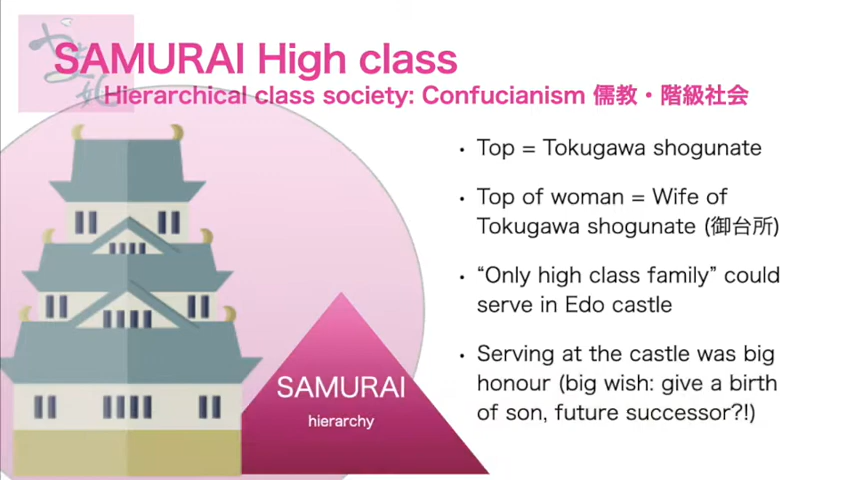 SAMURAI High class
Hierarchical class society: Confucianism 儒教・階級社会
• Top = Tokugawa shogunate
• Top of woman = Wife of
Tokugawa shogunate (御台所)
• “Only high class family” could
serve in Edo castle
• Serving at the castle was big
honour (big wish: give a birth
of son, future successor?!)
SAMURAI
hierarchy